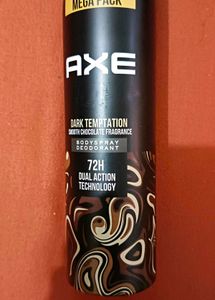 MEGA PACK
AXE
DARK TEMPTATION
SMOOTH CHOCOLATE FRAGRANCE
BODYSPRAY
DEODORANT
72H
DUAL ACTION
TECHNOLOGY